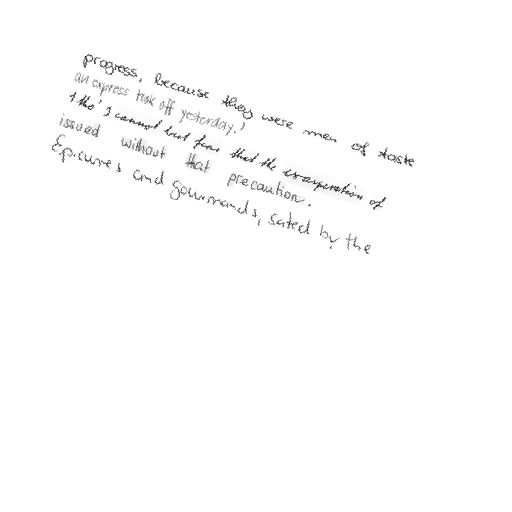 progress, because they were men of taste
an express took off yesterday.?
tho' I cannot but fear that the exasperation of
issued without that precaution.
Epicures and gourmands, sated by the